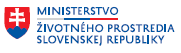 MINISTERSTVO
ŽIVOTNÉHO PROSTREDIA
SLOVENSKEJ REPUBLIKY